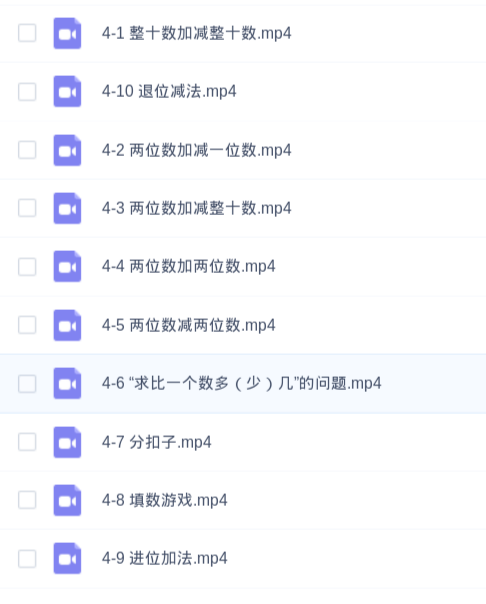 4-1 整十数加减整十数.mp4
4-10 退位减法.mp4
4-2 两位数加减一位数.mp4
4-3 两位数加减整十数.mp4
4-4 两位数加两位数.mp4
4-5 两位数减两位数.mp4
4-6 “求比一个数多（少）几”的问题.mp4
4-7 分扣子.mp4
4-8 填数游戏.mp4
4-9 进位加法.mp4